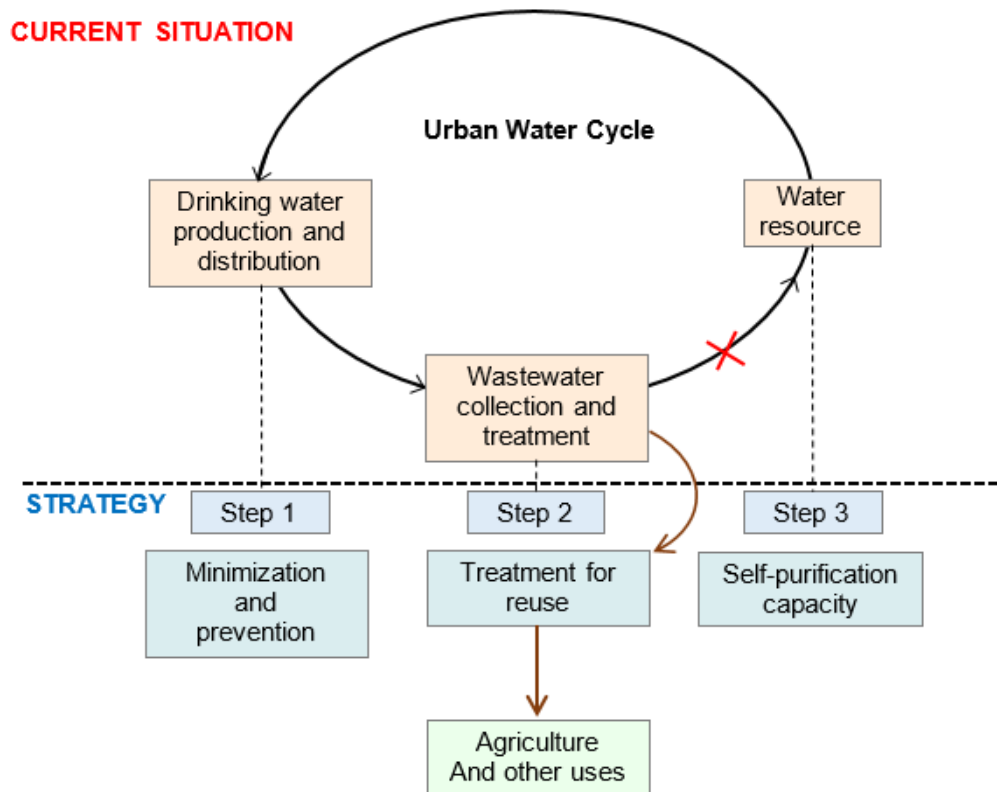 CURRENT SITUATION
Urban Water Cycle
Drinking water
production and
distribution
Water
resource
Wastewater
collection and
treatment
STRATEGY
Step 1
Step 2
Step 3
Minimization
and
prevention
Treatment for
reuse
Self-purification
capacity
Agriculture
And other uses